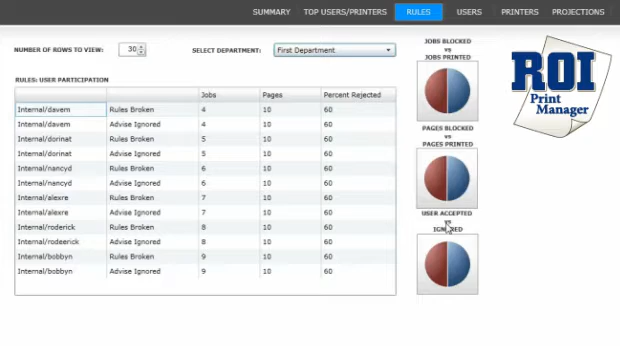 SUMMARY TOP USERS/PRINTERS RULES USERS PRINTERS PROJECTIONS
NUMBER OF ROWS TO VIEW: 30 SELECT DEPARTMENT: First Department
RULES: USER PARTICIPATION
Jobs Pages Percent Rejected
Internal/davem Rules Broken 4 10 60
Internal/davem Advise Ignored 4 10 60
Internal/dorinat Rules Broken 5 10 60
Internal/dorinat Advise Ignored 5 10 60
Internal/nancyd Rules Broken 6 10 60
Internal/nancyd Advise Ignored 6 10 60
Internal/alexre Rules Broken 7 10 60
Internal/alexre Advise Ignored 7 10 60
Internal/roderick Rules Broken 8 10 60
Internal/rodeerick Advise Ignored 8 10 60
Internal/bobbyn Rules Broken 9 10 60
Internal/bobbyn Advise Ignored 9 10 60
JOBS BLOCKED
vs
JOBS PRINTED
PAGES BLOCKED
vs
PAGES PRINTED
USER ACCEPTED
vs
IGNORED
ROI
Print
Manager